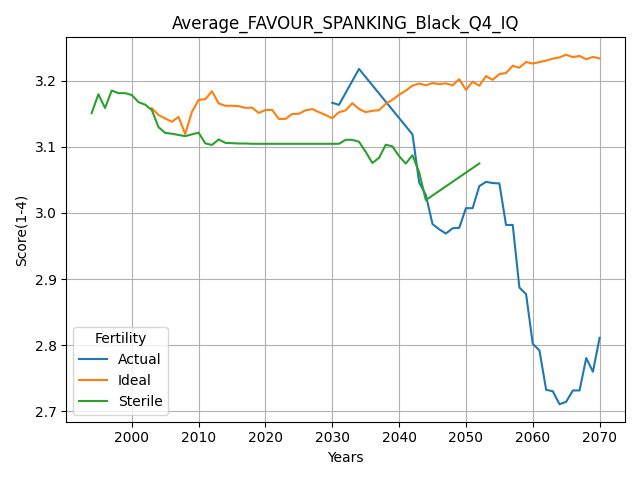 Average_FAVOUR_SPANKING_Black_Q4_IQ
Score(1-4)
3.2
3.1
3.0
2.9
2.8
2.7
Fertility
Actual
Ideal
Sterile
2000 2010 2020 2030 2040 2050 2060 2070
Years